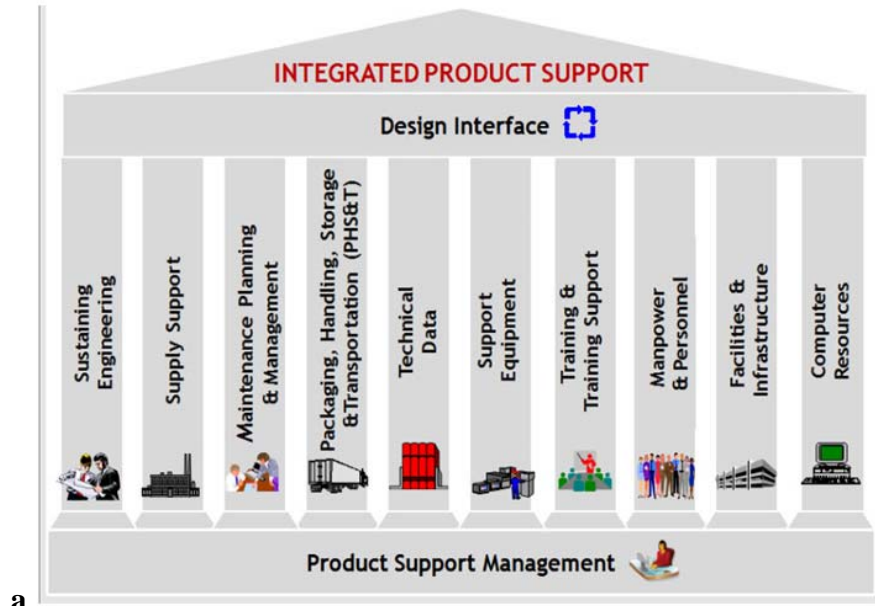 INTEGRATED PRODUCT SUPPORT
Design Interface
Sustaining
Engineering
Supply Support
Maintenance Planning
& Management
Packaging, Handling, Storage
&Transportation (PHS&T)
Technical
Data
Support
Equipment
Training &
Training Support
Manpower
& Personnel
Facilities &
Infrastructure
Computer
Resources
Product Support Management
a